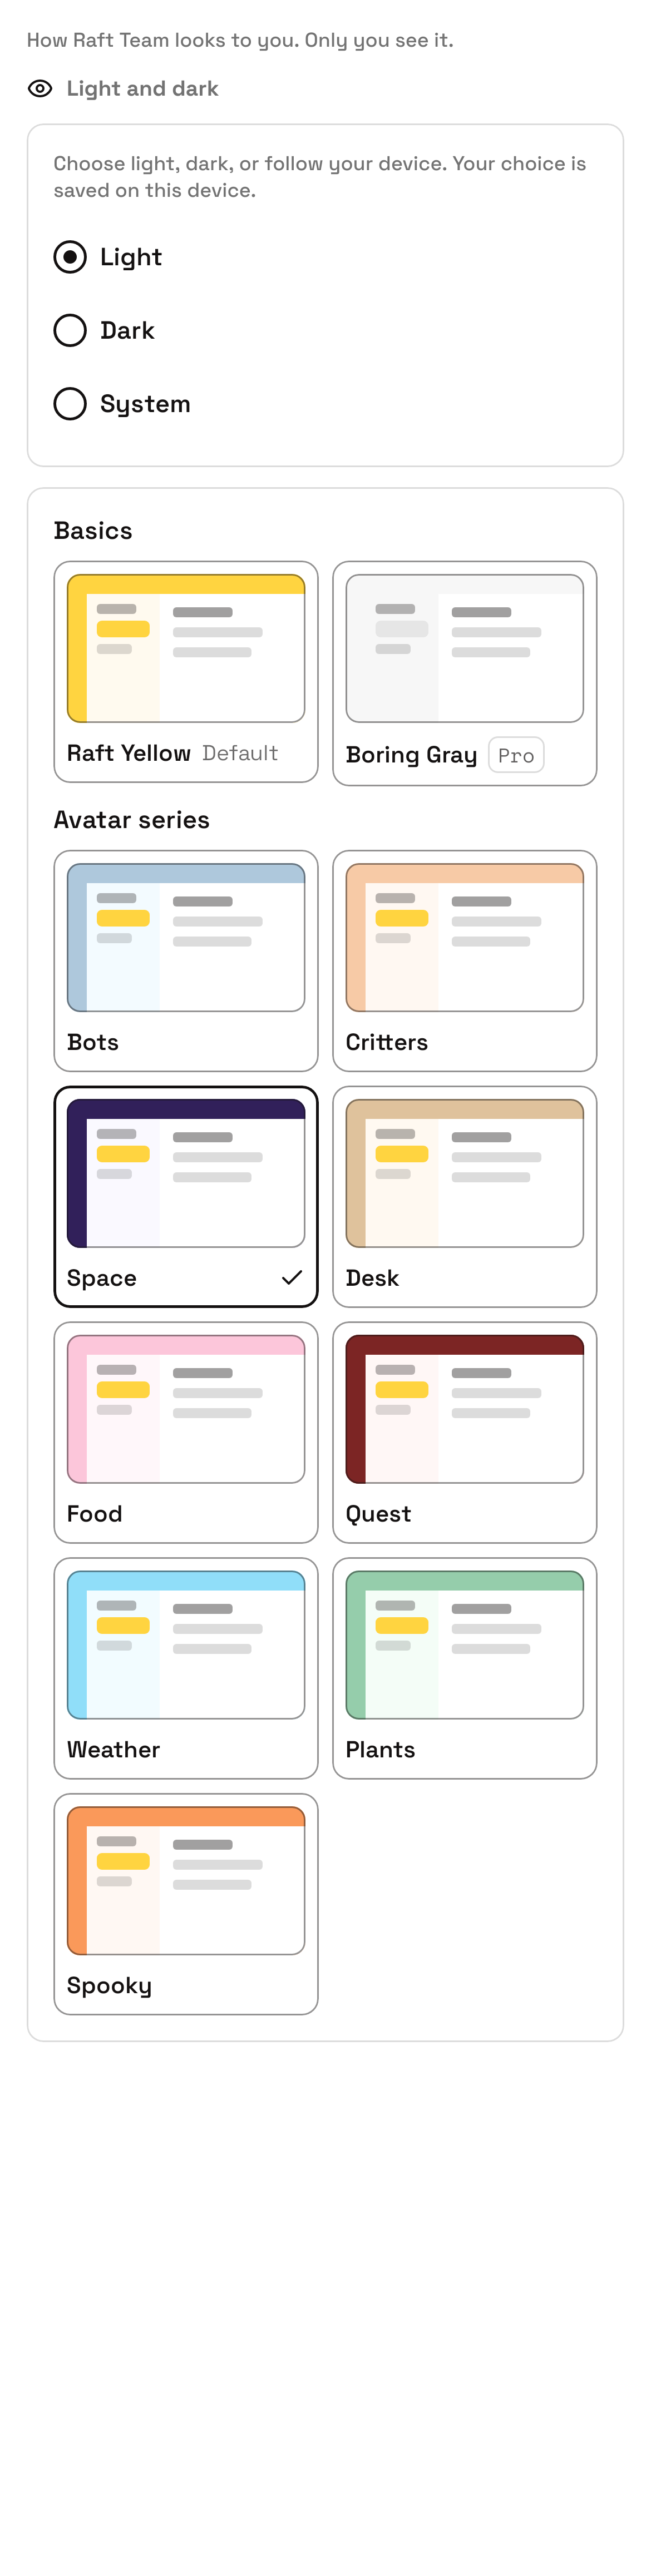 How Raft Team looks to you. Only you see it.
Light and dark
Choose light, dark, or follow your device. Your choice is
saved on this device.
Light
Dark
System
Basics
Raft Yellow Default
Boring Gray Pro
Avatar series
Bots
Critters
Space
Desk
Food
Quest
Weather
Plants
Spooky